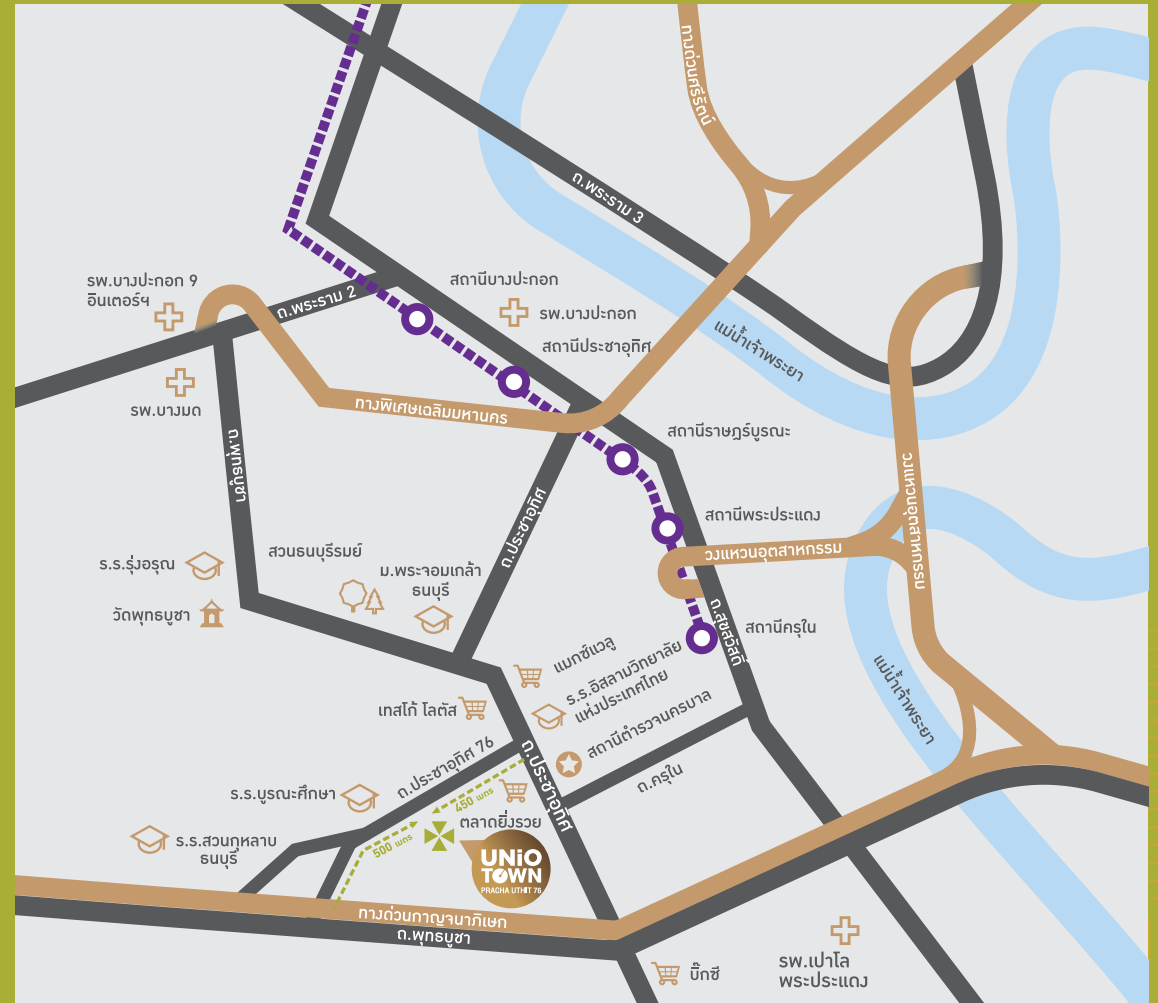 ทางด่วนศรีรัตน์
ถ.พระราม 3
รพ.บางปะกอก 9
อินเตอร์ฯ
สถานีบางปะกอก
ถ.พระราม 2
รพ.บางปะกอก
สถานีประชาอุทิศ
แม่น้ำเจ้าพระยา
รพ.บางมด
ทางพิเศษเฉลิมมหานคร
สถานีราษฎร์บูรณะ
ถ.พุทธบูชา
วงแหวนอุตสาหกรรม
ถ.ประชาอุทิศ
สถานีพระประแดง
วงแหวนอุตสาหกรรม
ร.ร.รุ่งอรุณ
สวนธนบุรีรมย์
ม.พระจอมเกล้า
ธนบุรี
วัดพุทธบูชา
ถ.สุขสวัสดิ์
สถานีครุใน
แมกซ์แวลู
ร.ร.อิสลามวิทยาลัย
แห่งประเทศไทย
แม่น้ำเจ้าพระยา
เทสโก้ โลตัส
สถานีตำรวจนครบาล
ถ.ประชาอุทิศ 76
ถ.ประชาอุทิศ
ถ.ครุใน
ร.ร.บูรณะศึกษา
450 เมตร
ตลาดยิ่งรวย
500 เมตร
ร.ร.สวนกุหลาบ
ธนบุรี
UNiO
TOWN
PRACHA UTHIT 76
ทางด่วนกาญจนาภิเษก
ถ.พุทธบูชา
บิ๊กซี
รพ.เปาโล
พระประแดง